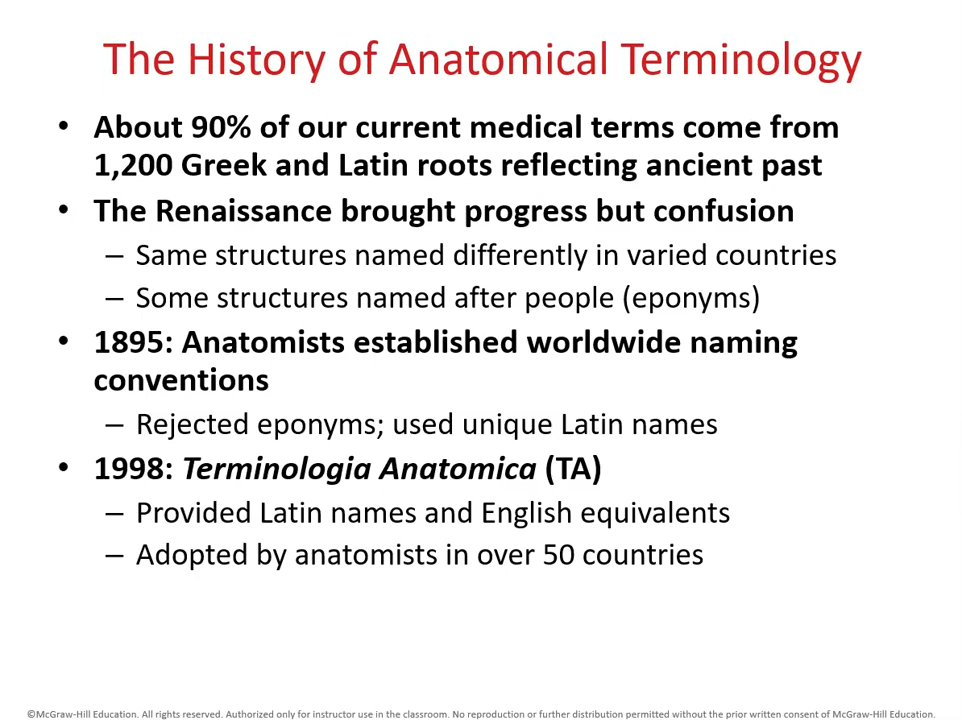 The History of Anatomical Terminology
• About 90% of our current medical terms come from
1,200 Greek and Latin roots reflecting ancient past
• The Renaissance brought progress but confusion
– Same structures named differently in varied countries
– Some structures named after people (eponyms)
• 1895: Anatomists established worldwide naming
conventions
– Rejected eponyms; used unique Latin names
• 1998: Terminologia Anatomica (TA)
– Provided Latin names and English equivalents
– Adopted by anatomists in over 50 countries
©McGraw-Hill Education. All rights reserved. Authorized only for instructor use in the classroom. No reproduction or further distribution permitted without the prior written consent of McGraw-Hill Education.